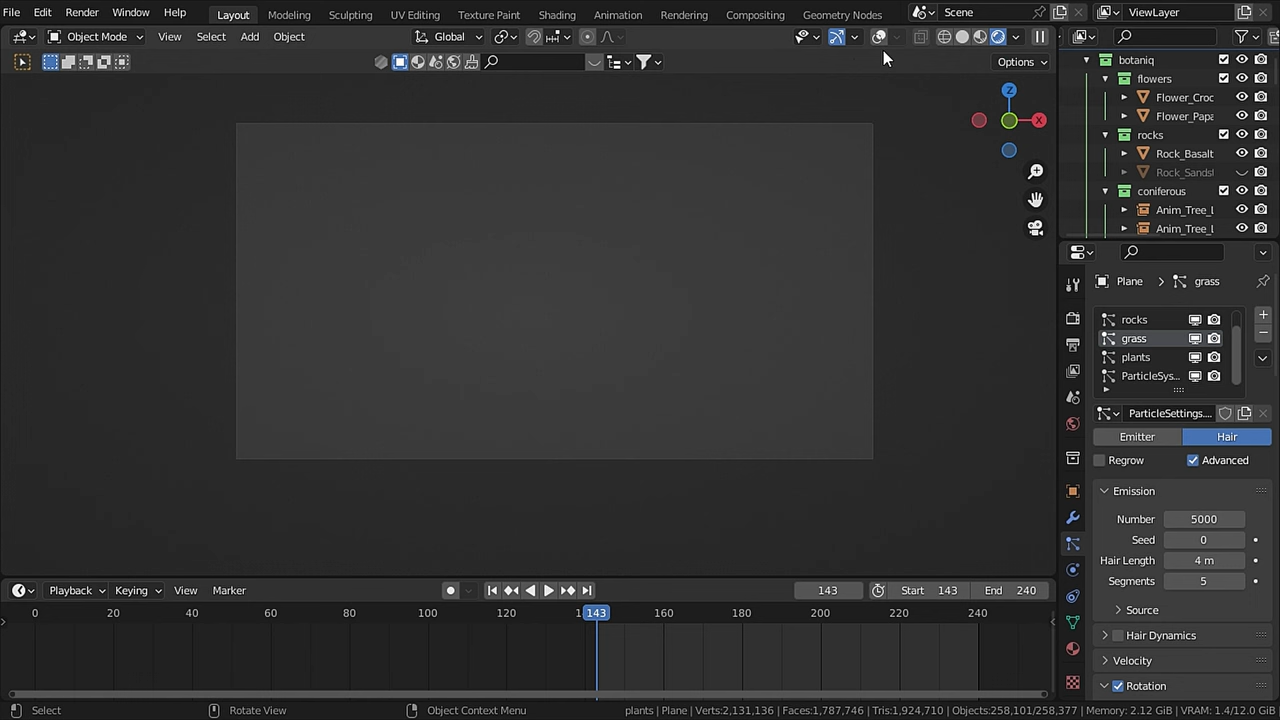 File Edit Render Window Help Layout Modeling Sculpting UV Editing Texture Paint Shading Animation Rendering Compositing Geometry Nodes Scene ViewLayer
Object Mode View Select Add Object Global
Options
botaniq
flowers
Flower_Croc
Flower_Papa
rocks
Rock_Basalt
Rock_Sandst
coniferous
Anim_Tree_
Anim_Tree_
Z
X
Plane > grass
rocks
grass
plants
ParticleSys...
ParticleSettings....
Emitter Hair
Regrow Advanced
Emission
Number 5000
Seed 0
Hair Length 4 m
Segments 5
Source
Hair Dynamics
Velocity
Rotation
Playback Keying View Marker 143 Start 143 End 240
0 20 40 60 80 100 120 143 160 180 200 220 240
Select Rotate View Object Context Menu plants | Plane | Verts:2,131,136 | Faces:1,787,746 | Tris:1,924,710 | Objects:258,101/258,377 | Memory: 2.12 GiB | VRAM: 1.4/12.0 GiB